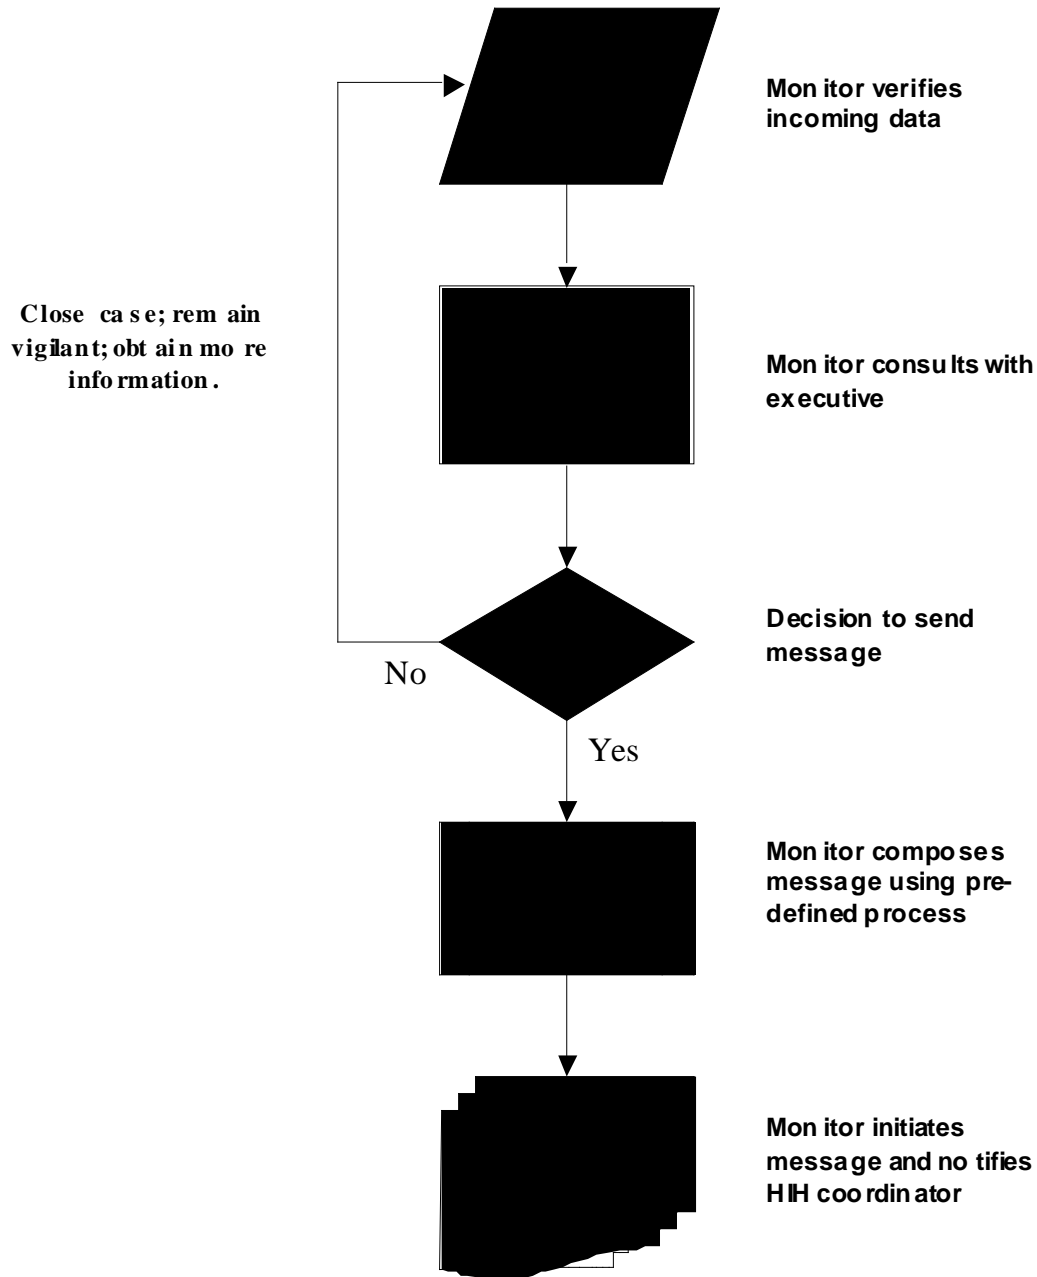 Monitor verifies
incoming data
Close case; remain
vigilant; obtain more
information.
Monitor consults with
executive
Decision to send
message
No
Yes
Monitor composes
message using pre-
defined process
Monitor initiates
message and notifies
HIH coordinator